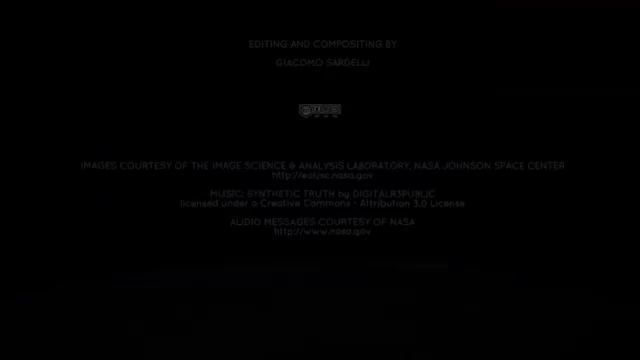 EDITING AND COMPOSITING BY
GIACOMO SARDELLI
IMAGES COURTESY OF THE IMAGE SCIENCE & ANALYSIS LABORATORY, NASA JOHNSON SPACE CENTER
http://eol.jsc.nasa.gov
MUSIC: SYNTHETIC TRUTH by DIGITALR3PUBLIC
licensed under a Creative Commons - Attribution 3.0 License
AUDIO MESSAGES COURTESY OF NASA
http://www.nasa.gov